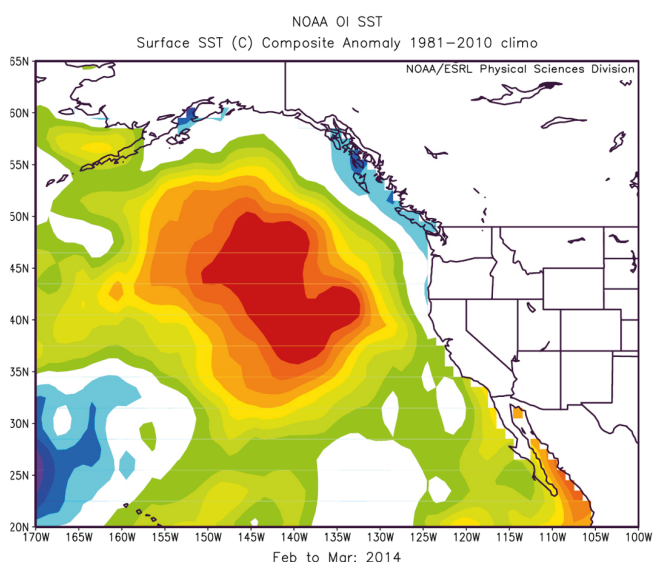 NOAA OI SST
Surface SST (C) Composite Anomaly 1981-2010 climo
65N
NOAA/ESRL Physical Sciences Division
60N
55N
50N
45N
40N
35N
30N
25N
20N
170W 165W 160W 155W 150W 145W 140W 135W 130W 125W 120W 115W 110W 105W 100W
Feb to Mar: 2014